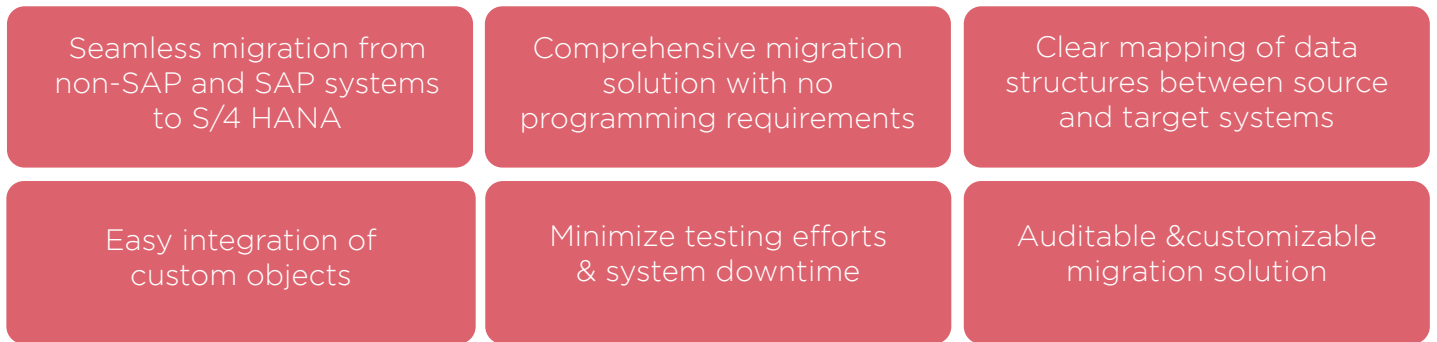 Seamless migration from
non-SAP and SAP systems
to S/4 HANA
Comprehensive migration
solution with no
programming requirements
Clear mapping of data
structures between source
and target systems
Easy integration of
custom objects
Minimize testing efforts
& system downtime
Auditable &customizable
migration solution